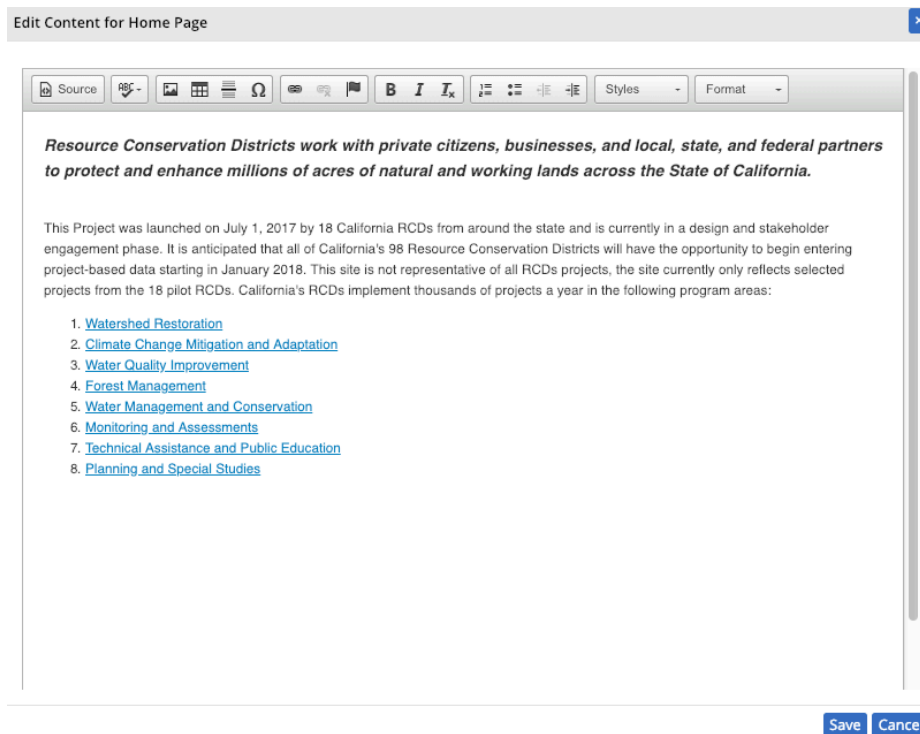 Edit Content for Home Page
Source ABC Ω B I Ix Styles Format
Resource Conservation Districts work with private citizens, businesses, and local, state, and federal partners
to protect and enhance millions of acres of natural and working lands across the State of California.
This Project was launched on July 1, 2017 by 18 California RCDs from around the state and is currently in a design and stakeholder
engagement phase. It is anticipated that all of California's 98 Resource Conservation Districts will have the opportunity to begin entering
project-based data starting in January 2018. This site is not representative of all RCDs projects, the site currently only reflects selected
projects from the 18 pilot RCDs. California's RCDs implement thousands of projects a year in the following program areas:
1. Watershed Restoration
2. Climate Change Mitigation and Adaptation
3. Water Quality Improvement
4. Forest Management
5. Water Management and Conservation
6. Monitoring and Assessments
7. Technical Assistance and Public Education
8. Planning and Special Studies
Save Cance